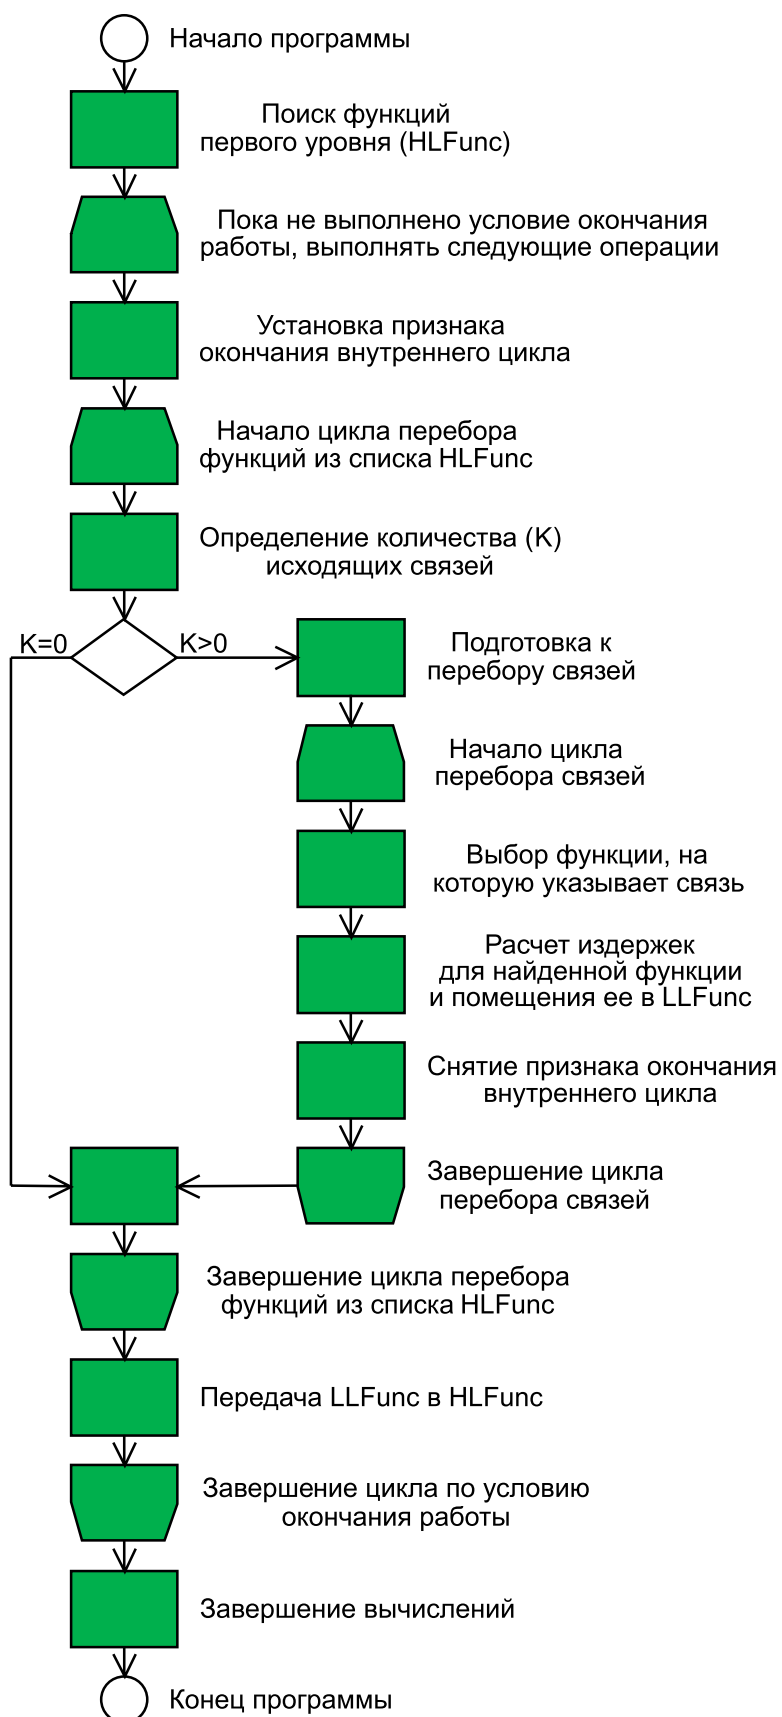 Начало программы
Поиск функций
первого уровня (HLFunc)
Пока не выполнено условие окончания
работы, выполнять следующие операции
Установка признака
окончания внутреннего цикла
Начало цикла перебора
функций из списка HLFunc
Определение количества (K)
исходящих связей
K=0
K>0
Подготовка к
перебору связей
Начало цикла
перебора связей
Выбор функции, на
которую указывает связь
Расчет издержек
для найденной функции
и помещения ее в LLFunc
Снятие признака окончания
внутреннего цикла
Завершение цикла
перебора связей
Завершение цикла перебора
функций из списка HLFunc
Передача LLFunc в HLFunc
Завершение цикла по условию
окончания работы
Завершение вычислений
Конец программы